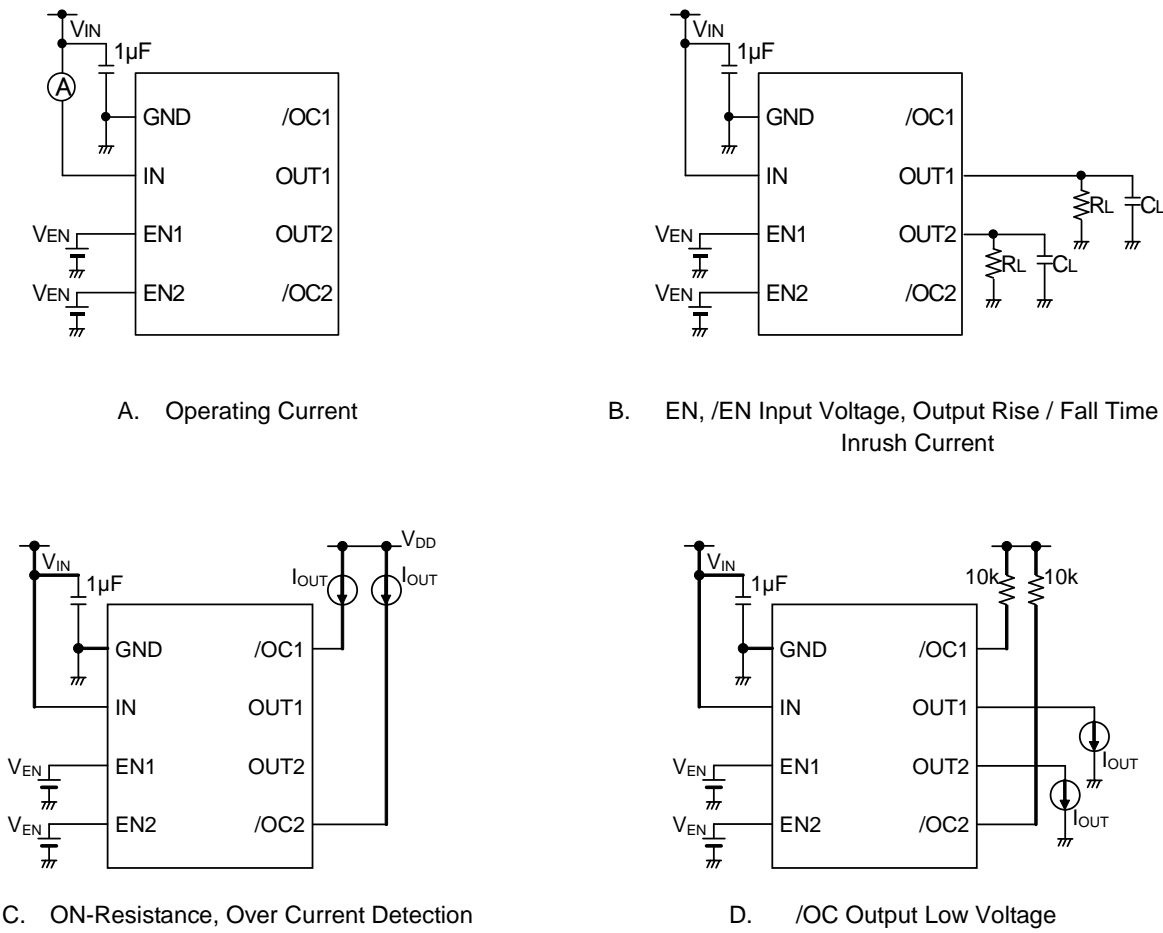 VIN
1µF
A
GND /OC1
IN OUT1
VEN EN1 OUT2
VEN EN2 /OC2
A. Operating Current
VIN
1µF
GND /OC1
IN OUT1
RL CL
VEN EN1 OUT2
RL CL
VEN EN2 /OC2
B. EN, /EN Input Voltage, Output Rise / Fall Time
Inrush Current
VIN
1µF
VDD
IOUT IOUT
GND /OC1
IN OUT1
VEN EN1 OUT2
VEN EN2 /OC2
C. ON-Resistance, Over Current Detection
VIN
1µF
10k 10k
GND /OC1
IN OUT1
IOUT
VEN EN1 OUT2
IOUT
VEN EN2 /OC2
D. /OC Output Low Voltage